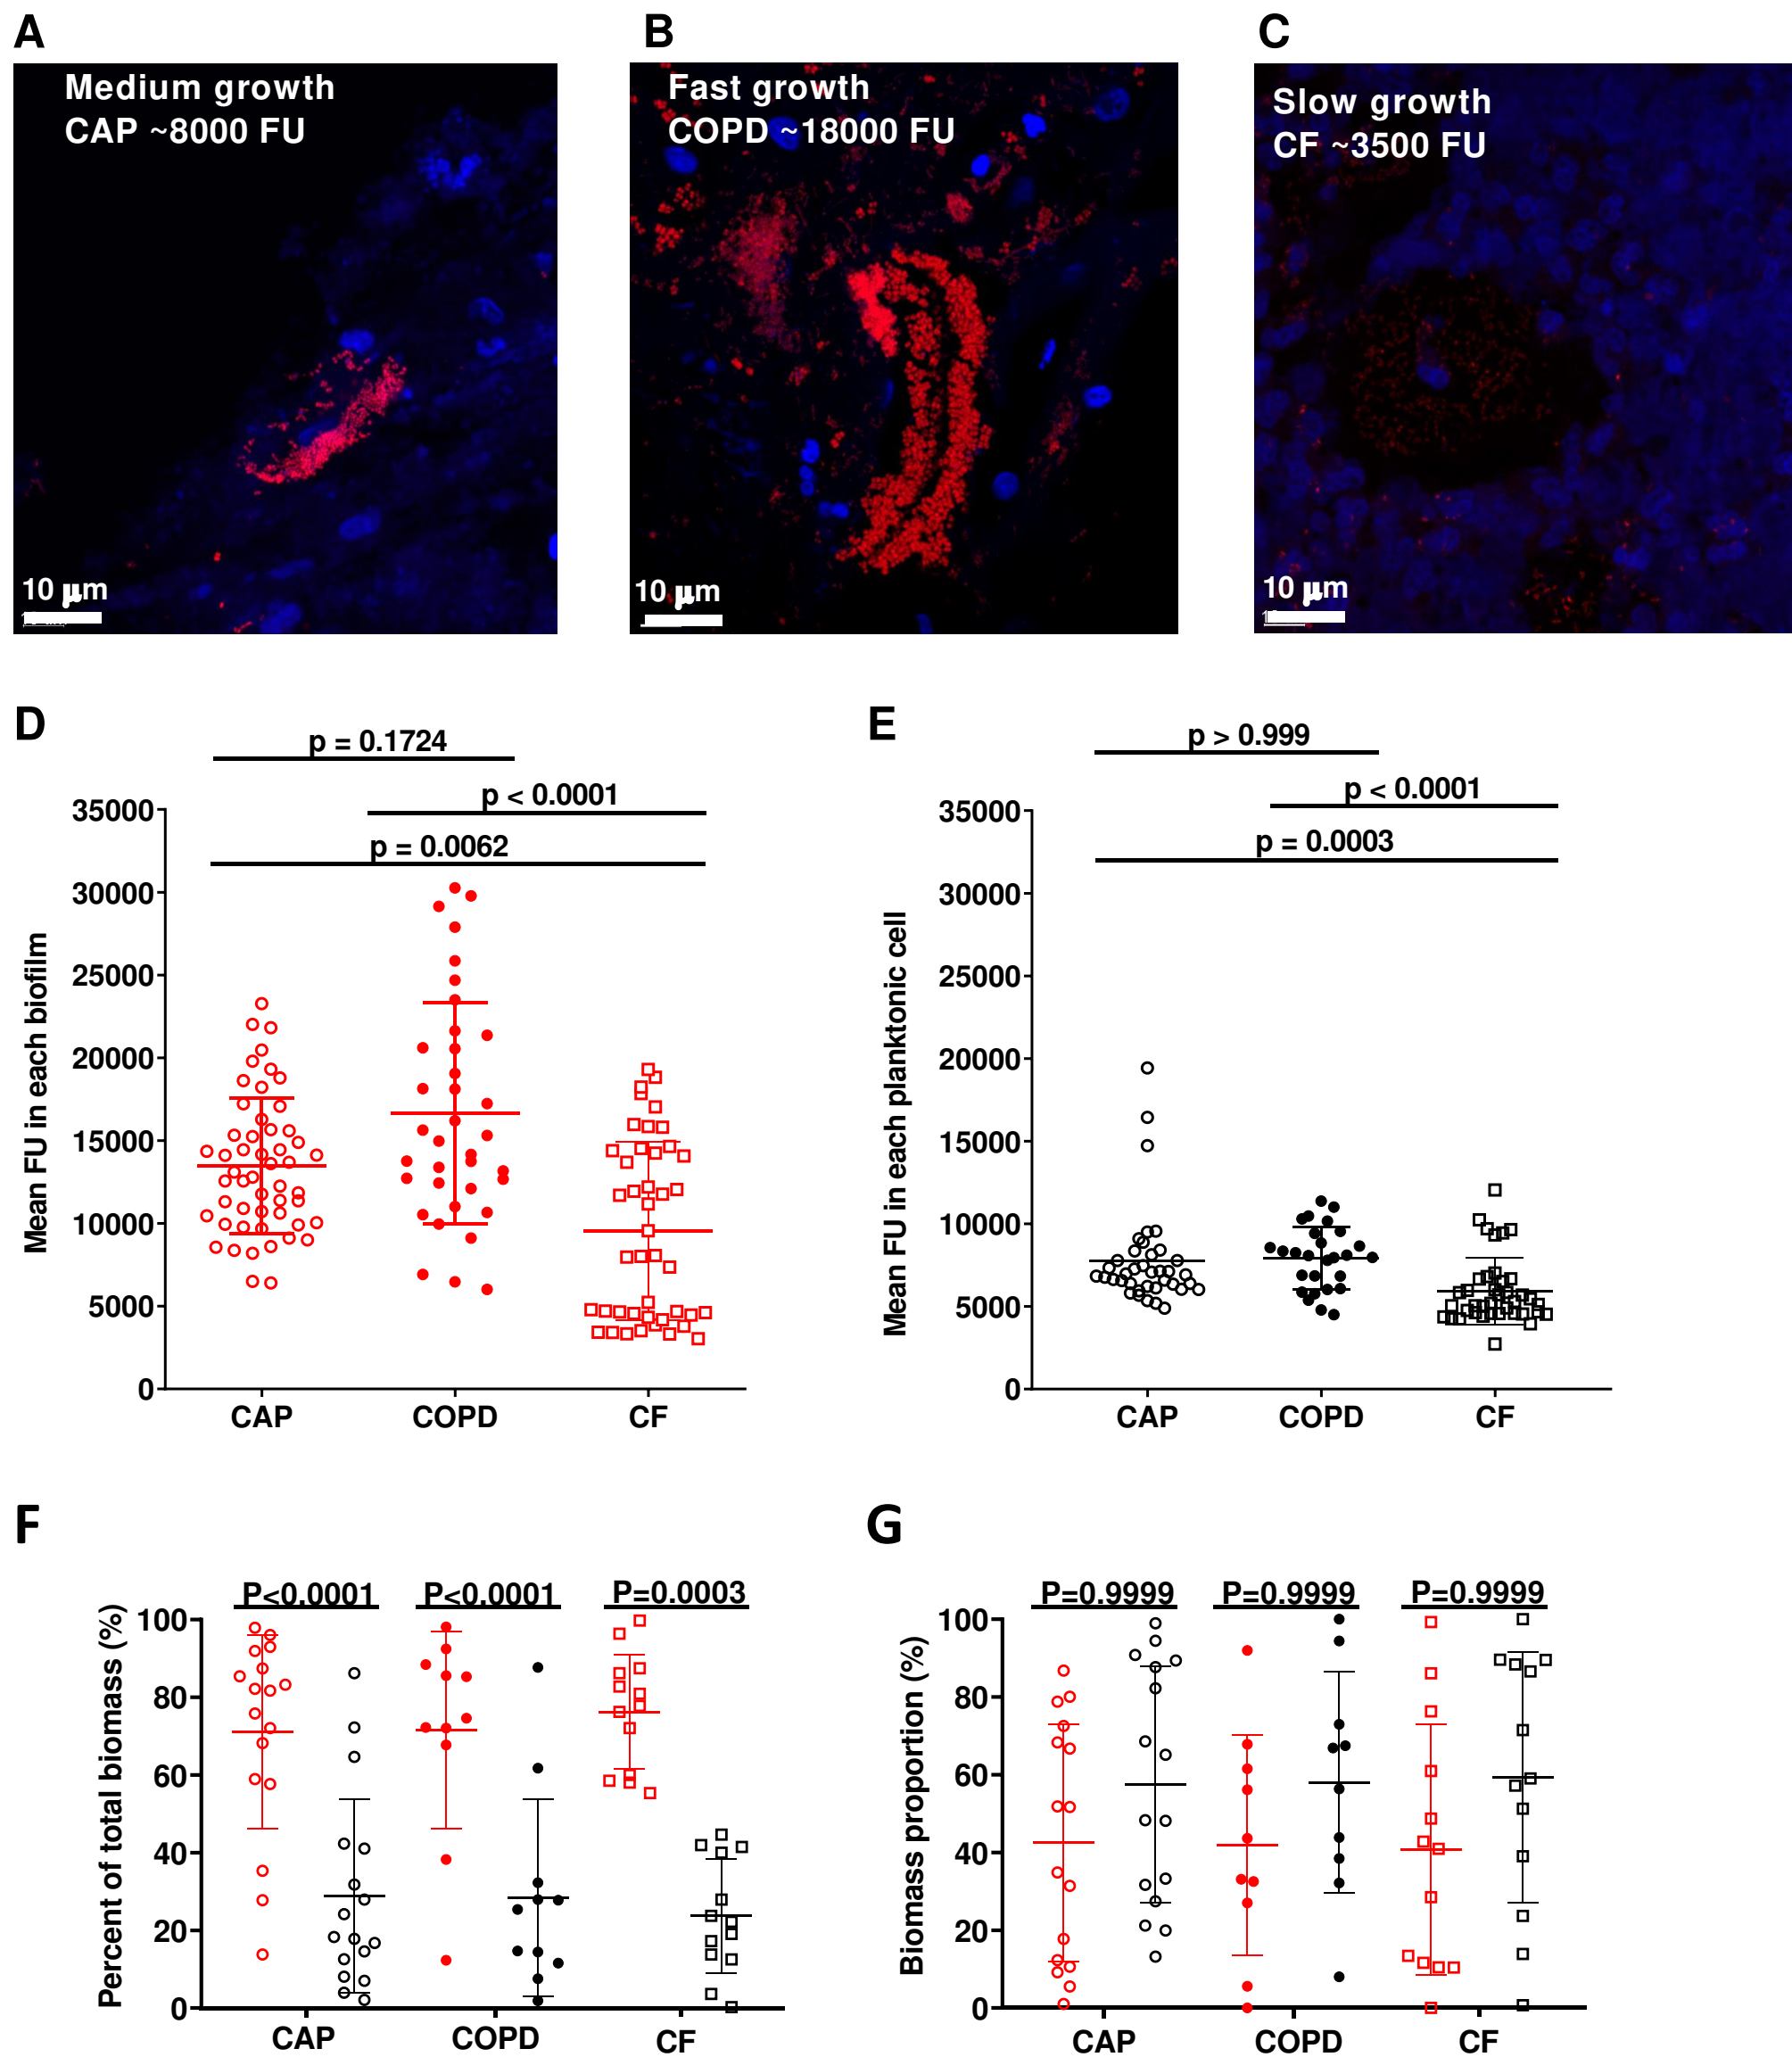 A
B
C
Medium growth
CAP ~8000 FU
Fast growth
COPD ~18000 FU
Slow growth
CF ~3500 FU
10 μm
10 μm
10 μm
D
p = 0.1724
p < 0.0001
p = 0.0062
Mean FU in each biofilm
35000
30000
25000
20000
15000
10000
5000
0
CAP
COPD
CF
E
p > 0.999
p < 0.0001
p = 0.0003
Mean FU in each planktonic cell
35000
30000
25000
20000
15000
10000
5000
0
CAP
COPD
CF
F
P<0.0001
P<0.0001
P=0.0003
Percent of total biomass (%)
100
80
60
40
20
0
CAP
COPD
CF
G
P=0.9999
P=0.9999
P=0.9999
Biomass proportion (%)
100
80
60
40
20
0
CAP
COPD
CF